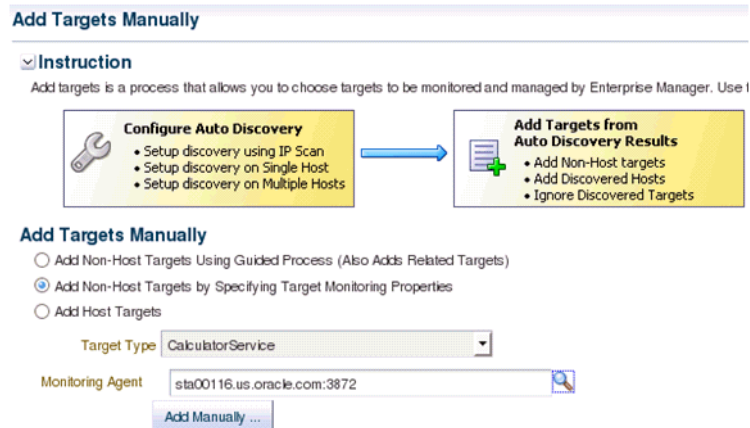 Add Targets Manually
Instruction
Add targets is a process that allows you to choose targets to be monitored and managed by Enterprise Manager. Use
Configure Auto Discovery
• Setup discovery using IP Scan
• Setup discovery on Single Host
• Setup discovery on Multiple Hosts
Add Targets from
Auto Discovery Results
• Add Non-Host targets
• Add Discovered Hosts
• Ignore Discovered Targets
Add Targets Manually
Add Non-Host Targets Using Guided Process (Also Adds Related Targets)
Add Non-Host Targets by Specifying Target Monitoring Properties
Add Host Targets
Target Type CalculatorService
Monitoring Agent sta00116.us.oracle.com:3872
Add Manually ...